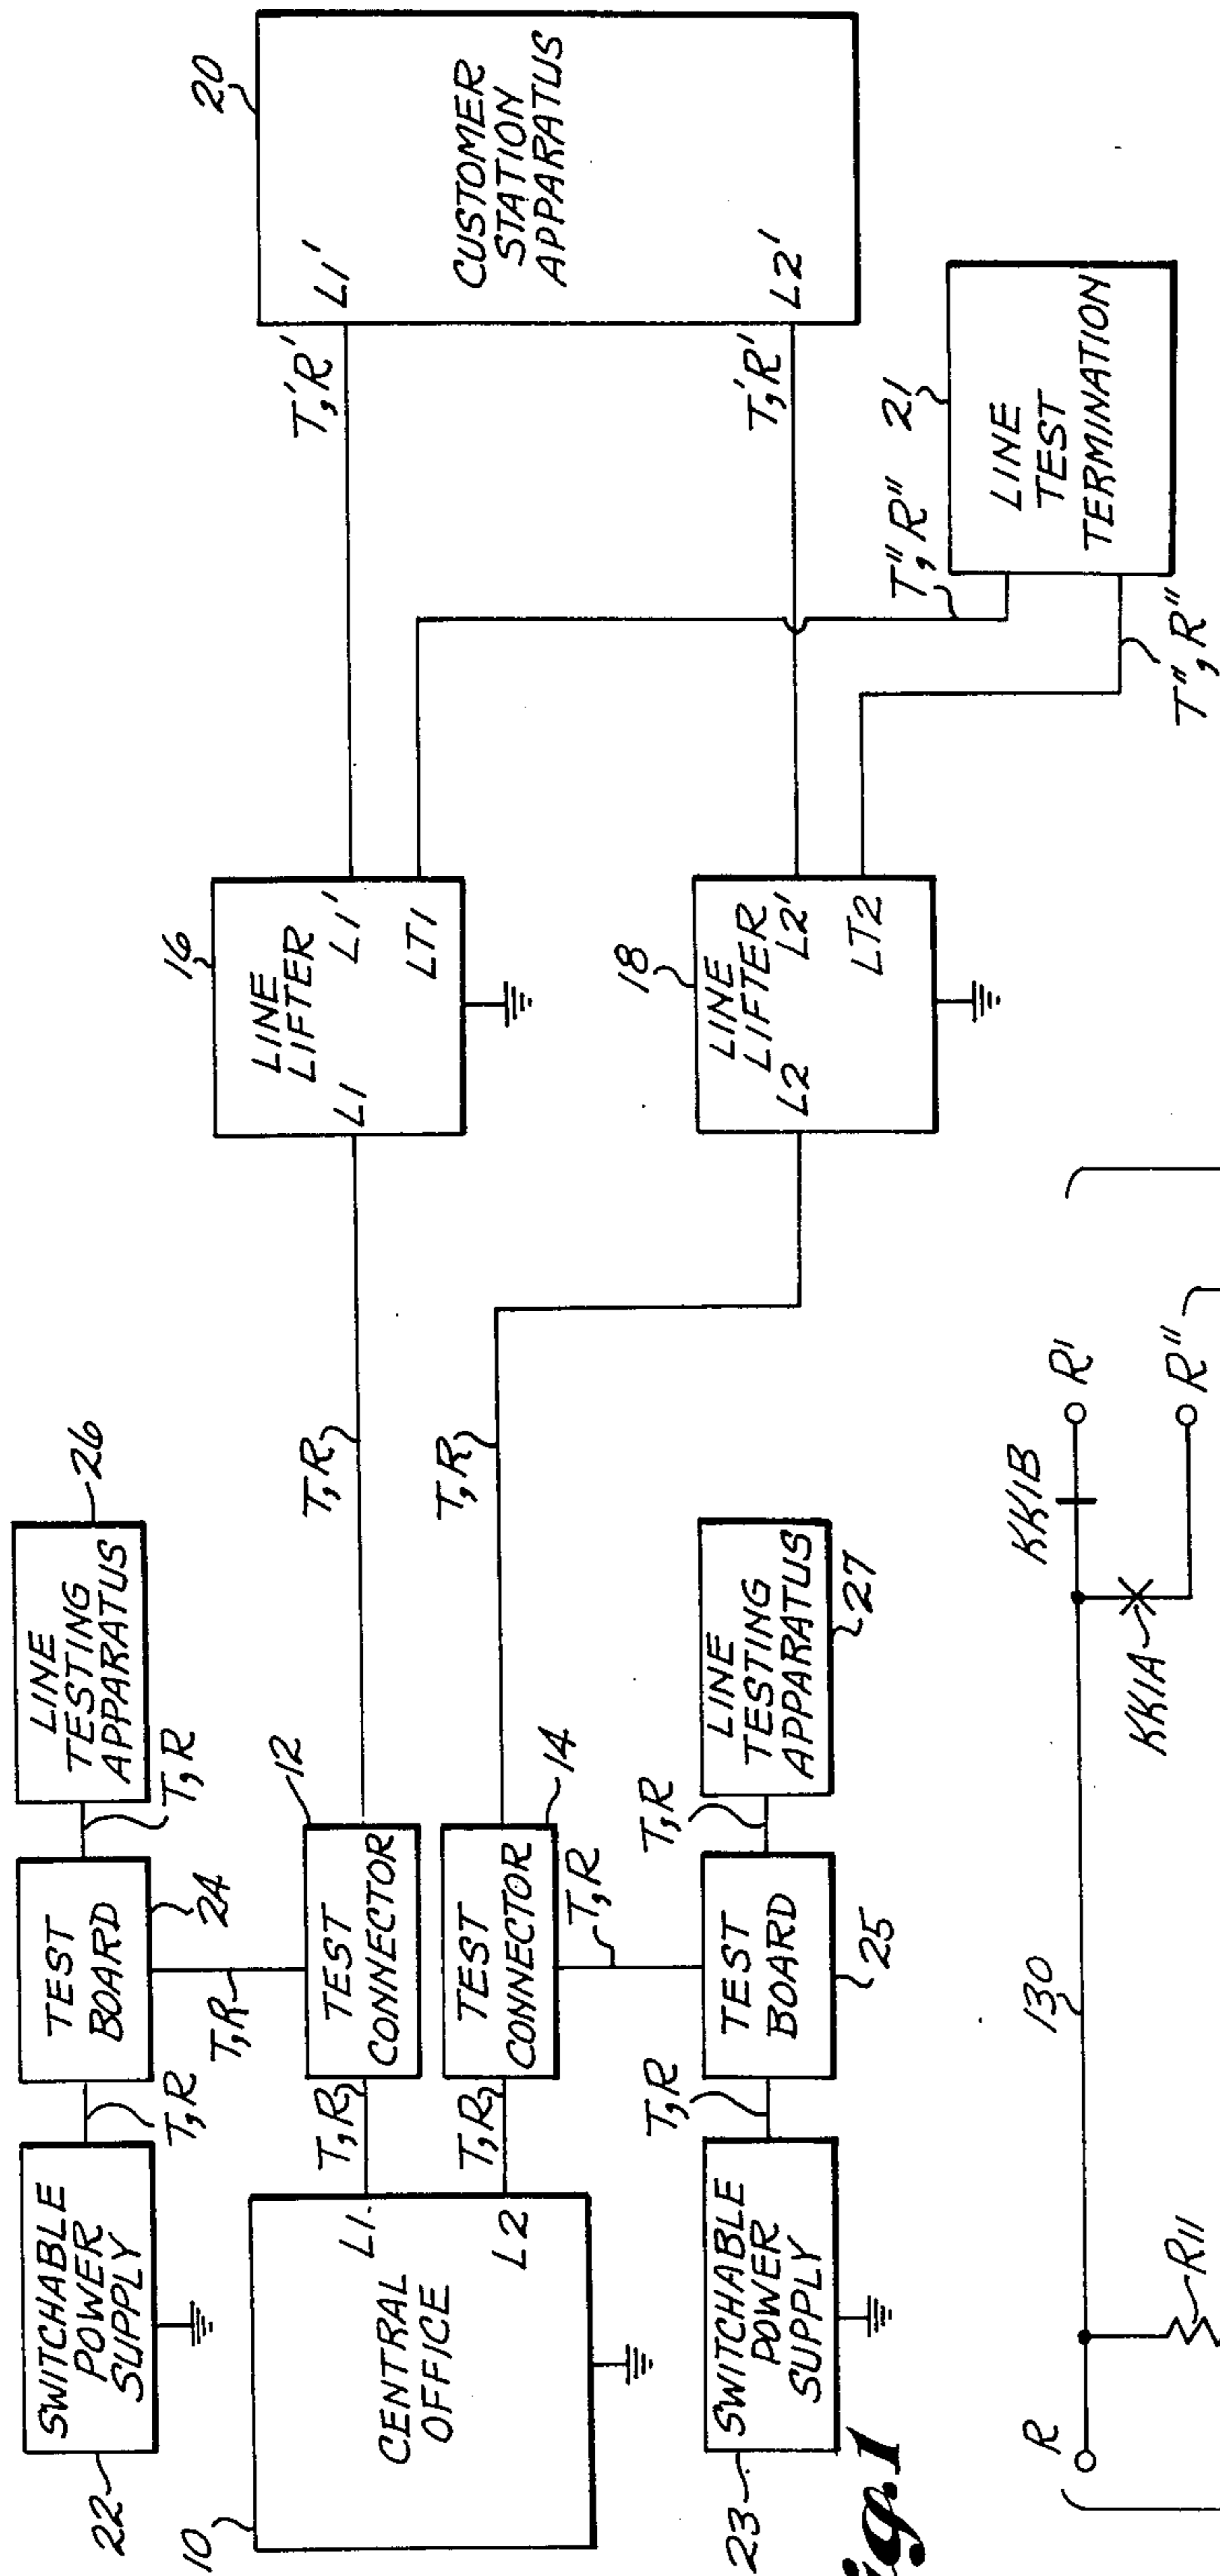 22
SWITCHABLE
POWER
SUPPLY
T,R
TEST
BOARD
24
T,R
LINE
TESTING
APPARATUS
26
T,R
10
CENTRAL
OFFICE
L1
L2
T,R
T,R
TEST
CONNECTOR
12
TEST
CONNECTOR
14
T,R
T,R
T,R
23
SWITCHABLE
POWER
SUPPLY
T,R
TEST
BOARD
25
T,R
LINE
TESTING
APPARATUS
27
16
LINE
LIFTER
L1
L1'
LT1
18
LINE
LIFTER
L2
L2'
LT2
T',R'
T',R'
20
L1'
CUSTOMER
STATION
APPARATUS
L2'
T",R"
T",R"
21
LINE
TEST
TERMINATION
ig.1
R
130
R11
KK1B
R'
KK1A
R"